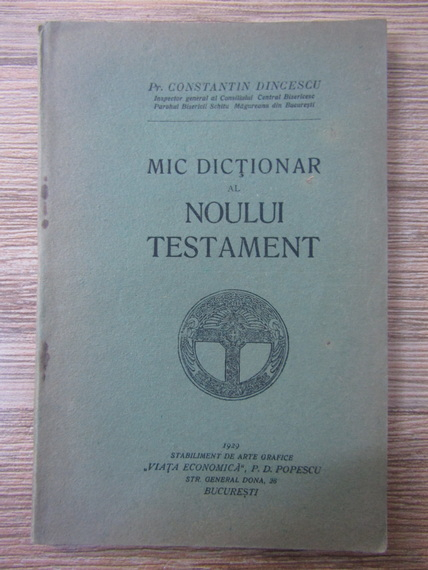 Pr. CONSTANTIN DINCESCU
Inspector general al Consiliului Central Bisericesc
Parohul Bisericii Schitu Măgureanu din București
MIC DICȚIONAR
AL
NOULUI
TESTAMENT
1929
STABILIMENT DE ARTE GRAFICE
„VIAȚA ECONOMICĂ“, P. D. POPESCU
STR. GENERAL DONA,
BUCUREȘTI